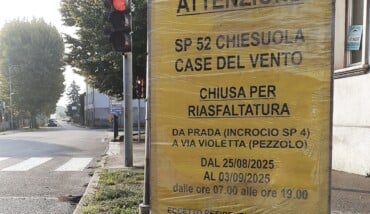 ATTENZIONE
SP 52 CHIESUOLA
CASE DEL VENTO
CHIUSA PER
RIASFALTATURA
DA PRADA (INCROCIO SP 4)
A VIA VIOLETTA (PEZZOLO)
DAL 25/08/2025
AL 03/09/2025
dalle ore 07.00 alle ore 19.00